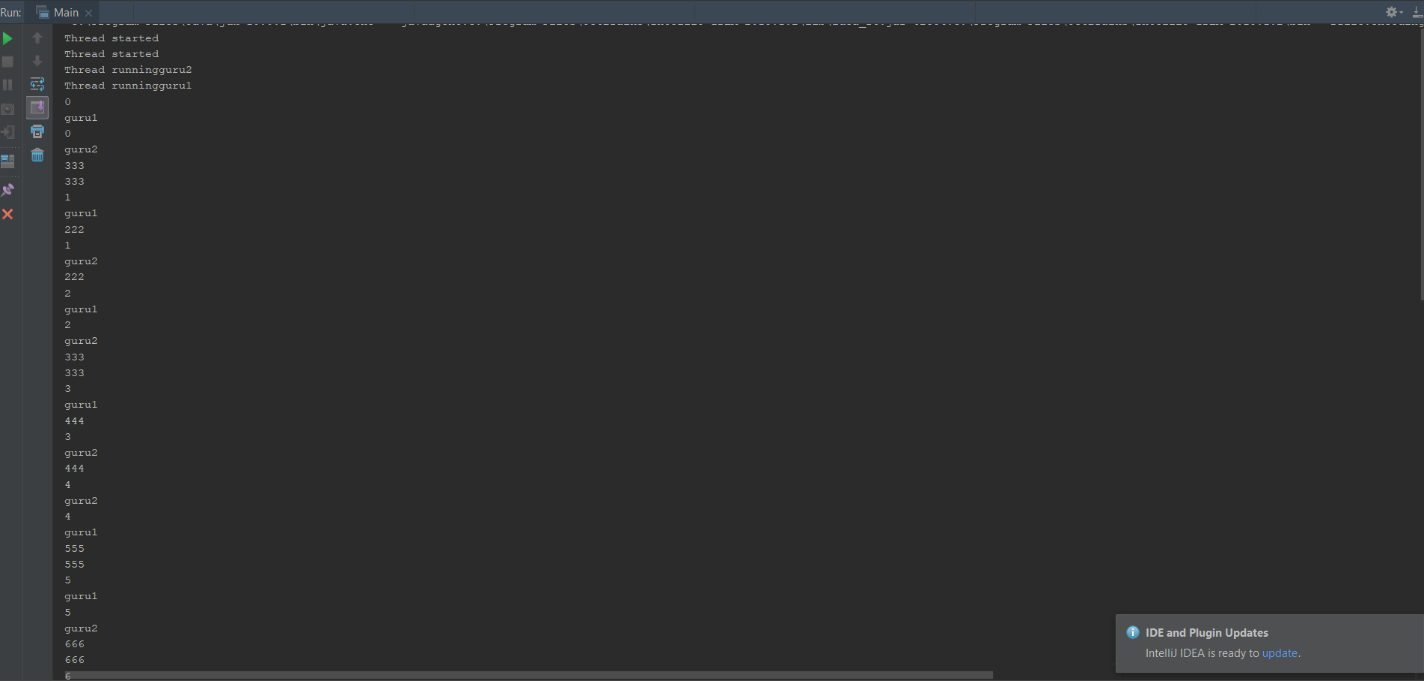 Run: Main
Thread started
Thread started
Thread runningguru2
Thread runningguru1
0
guru1
0
guru2
333
333
1
guru1
222
1
guru2
222
2
guru1
2
guru2
333
333
3
guru1
444
3
guru2
444
4
guru2
4
guru1
555
555
5
guru1
5
guru2
666
666
6
IDE and Plugin Updates
IntelliJ IDEA is ready to update.